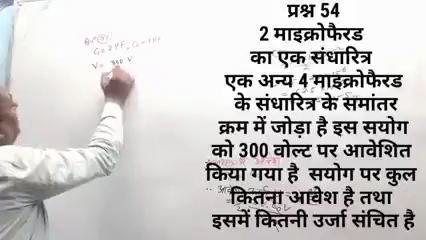 प्रश्न 54
2 माइक्रोफैरड
का एक संधारित्र
एक अन्य 4 माइक्रोफैरड
के संधारित्र के समांतर
क्रम में जोड़ा है इस सयोग
को 300 वोल्ट पर आवेशित
किया गया है सयोग पर कुल
कितना आवेश है तथा
इसमें कितनी उर्जा संचित है
V = 300 V